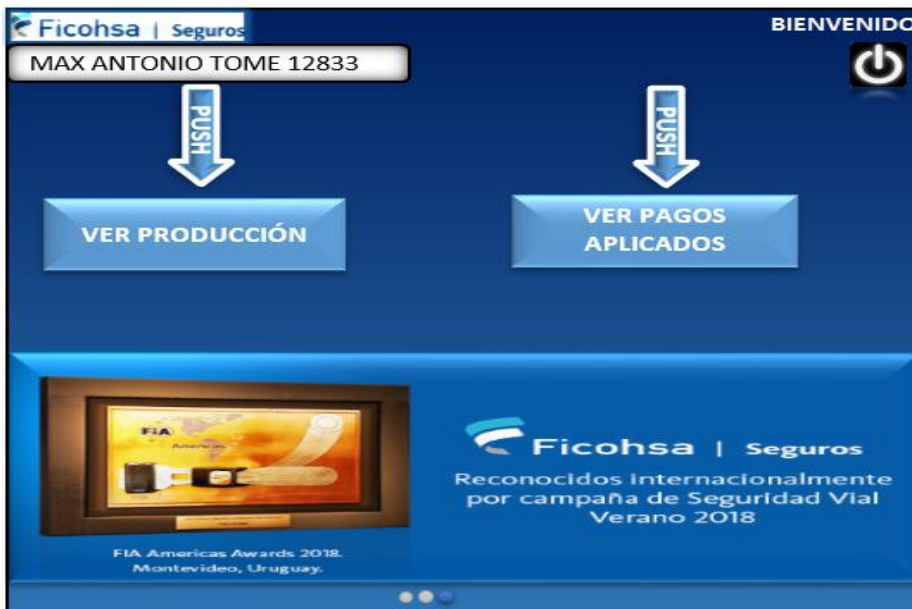 Ficohsa | Seguros
BIENVENIDO
MAX ANTONIO TOME 12833
PUSH
PUSH
VER PRODUCCIÓN
VER PAGOS
APLICADOS
FIA
Americas
Ficohsa | Seguros
Reconocidos internacionalmente
por campaña de Seguridad Vial
Verano 2018
FIA Americas Awards 2018.
Montevideo, Uruguay.